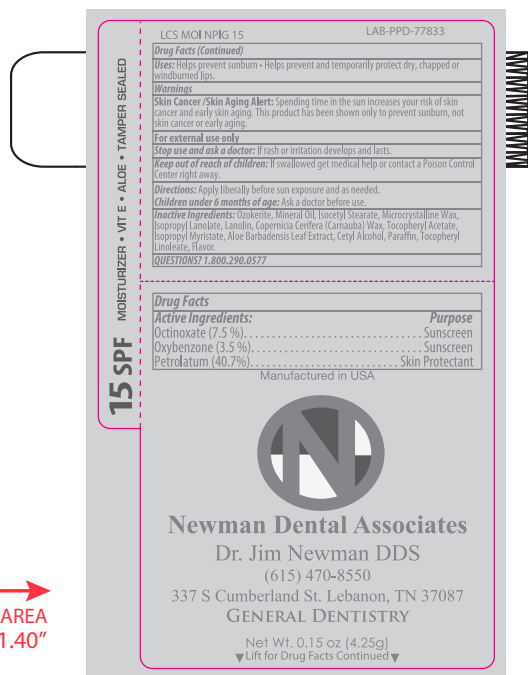 LCS MOI NPIG 15
LAB-PPD-77833
Drug Facts (Continued)
Uses: Helps prevent sunburn • Helps prevent and temporarily protect dry, chapped or
windburned lips.
Warnings
Skin Cancer /Skin Aging Alert: Spending time in the sun increases your risk of skin
cancer and early skin aging. This product has been shown only to prevent sunburn, not
skin cancer or early aging.
For external use only
Stop use and ask a doctor: If rash or irritation develops and lasts.
Keep out of reach of children: If swallowed get medical help or contact a Poison Control
Center right away.
Directions: Apply liberally before sun exposure and as needed.
Children under 6 months of age: Ask a doctor before use.
Inactive Ingredients: Ozokerite, Mineral Oil, Isocetyl Stearate, Microcrystalline Wax,
Isopropyl Lanolate, Lanolin, Copernicia Cerifera (Carnauba) Wax, Tocopheryl Acetate,
Isopropyl Myristate, Aloe Barbadensis Leaf Extract, Cetyl Alcohol, Paraffin, Tocopheryl
Linoleate, Flavor.
QUESTIONS? 1.800.290.0577
15 SPF MOISTURIZER • VIT E • ALOE • TAMPER SEALED
Drug Facts
Active Ingredients: Purpose
Octinoxate (7.5 %)..........................Sunscreen
Oxybenzone (3.5 %)..........................Sunscreen
Petrolatum (40.7%)..........................Skin Protectant
Manufactured in USA
N
Newman Dental Associates
Dr. Jim Newman DDS
(615) 470-8550
337 S Cumberland St. Lebanon, TN 37087
GENERAL DENTISTRY
Net Wt. 0.15 oz (4.25g)
▼Lift for Drug Facts Continued▼
AREA
1.40”